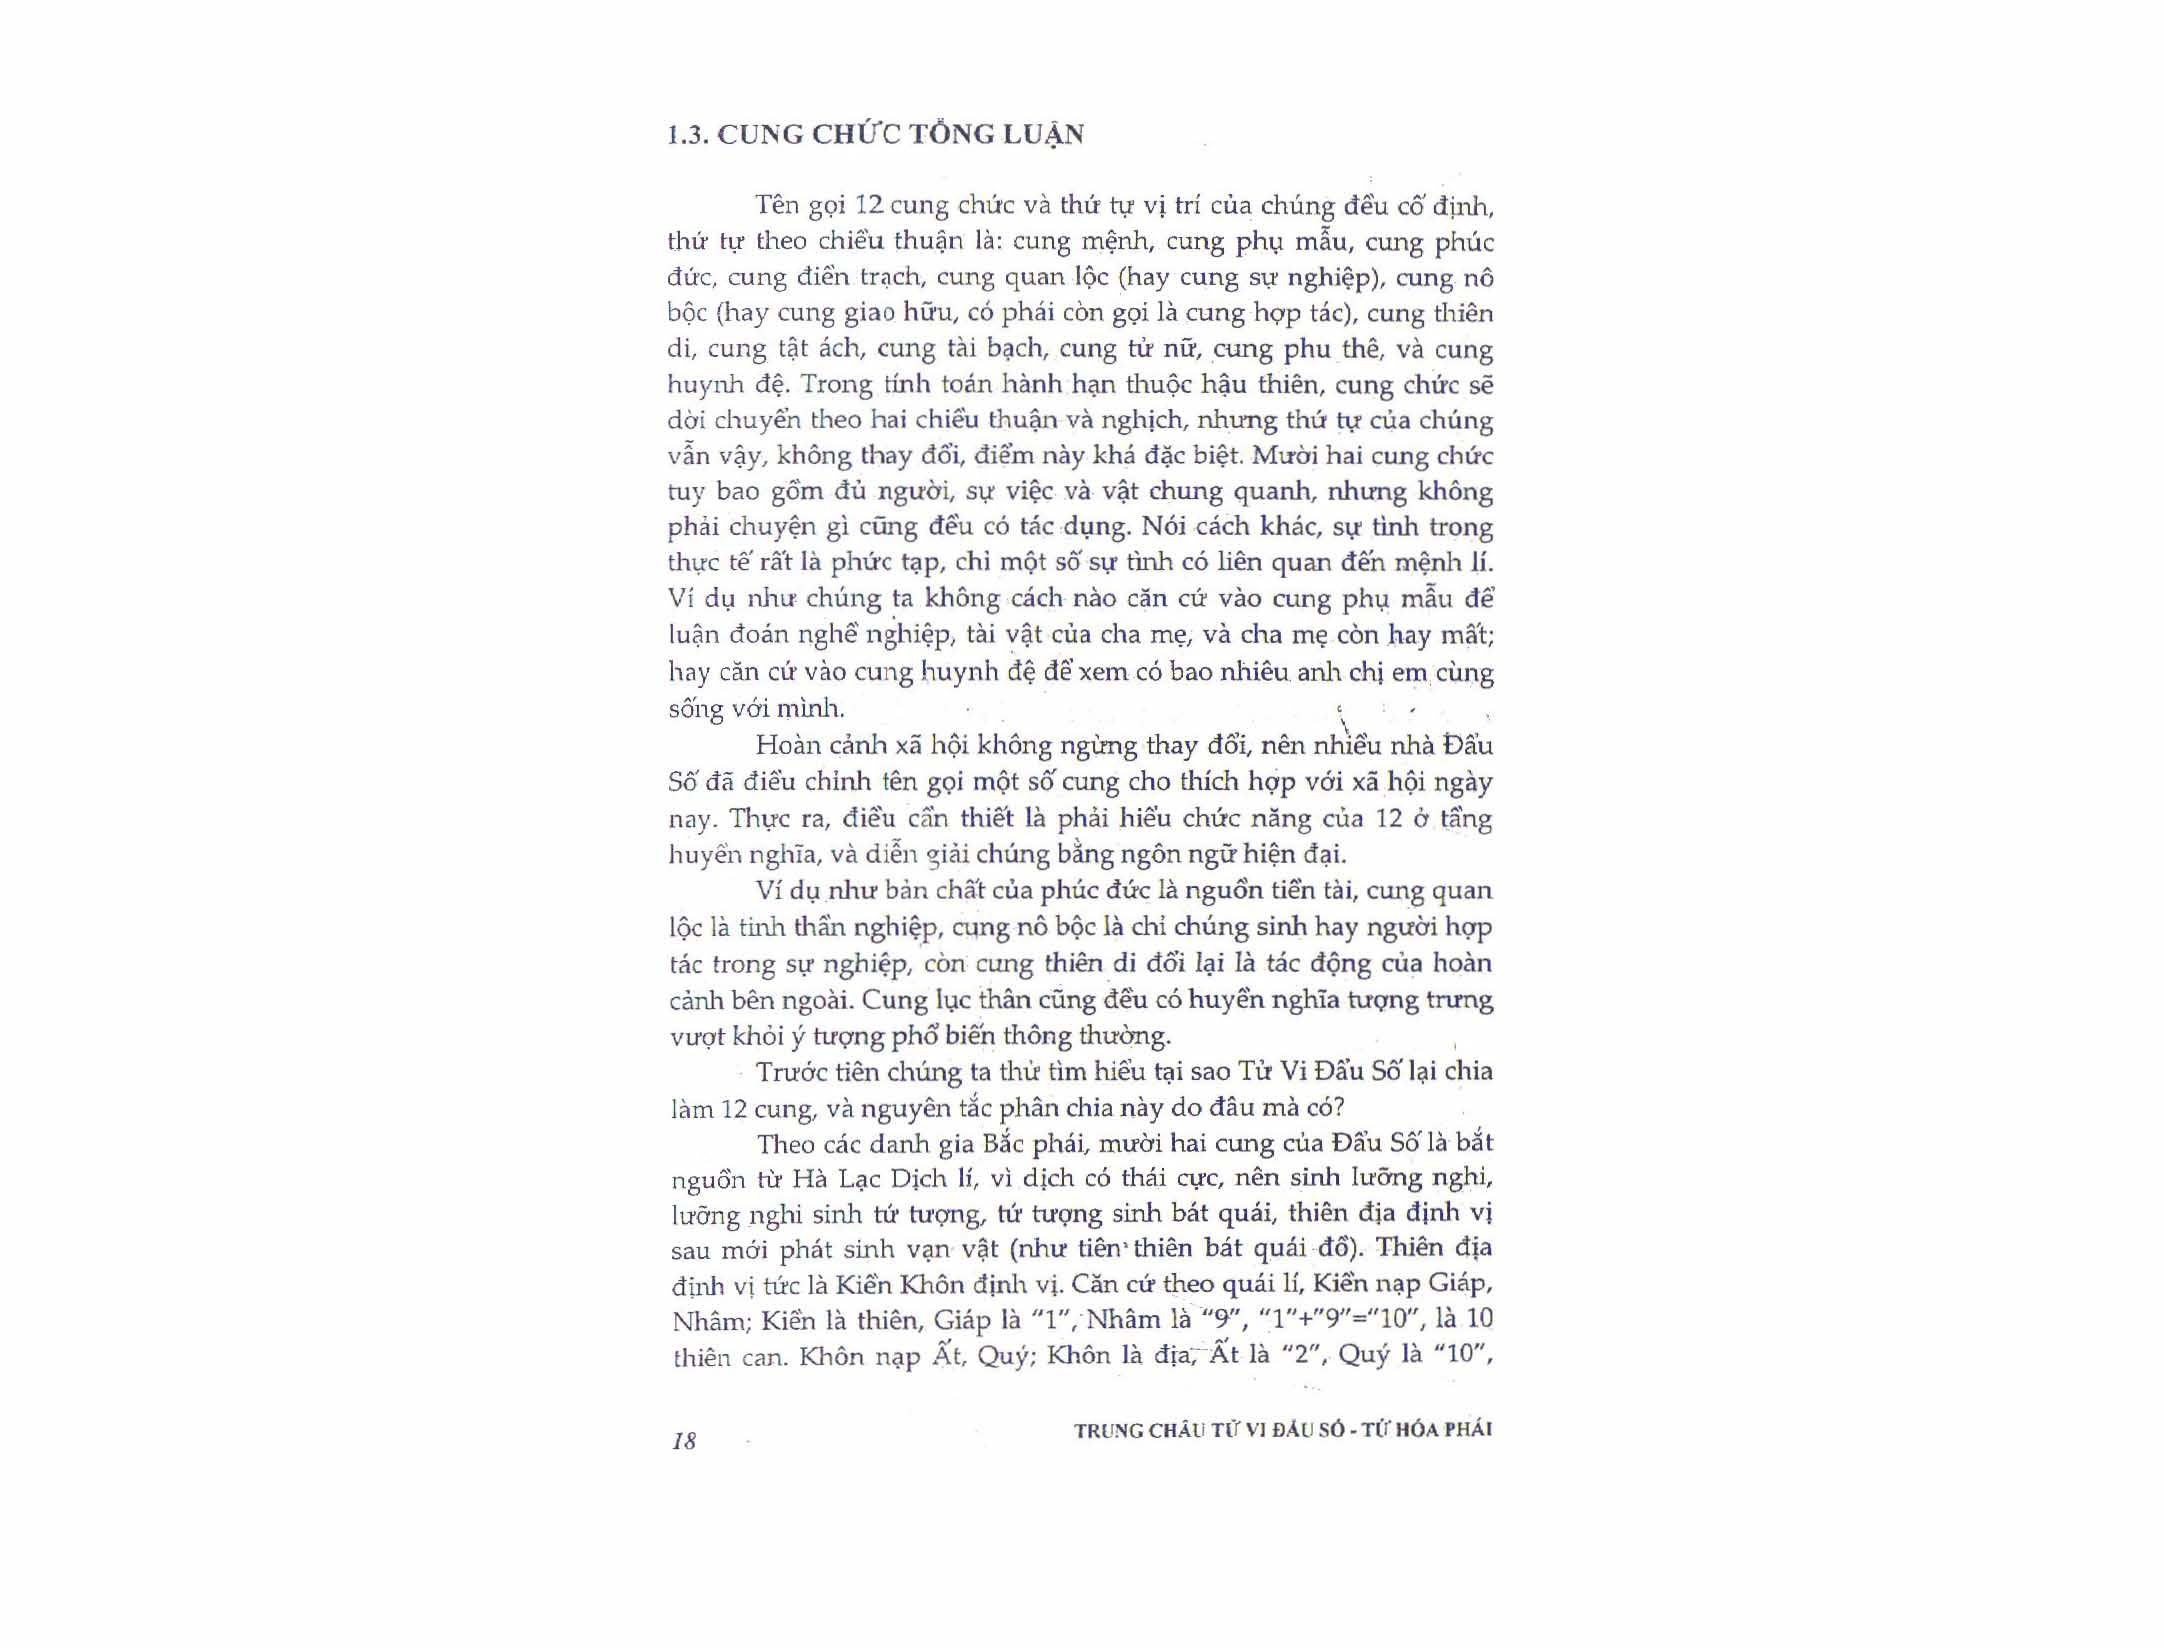 1.3. CUNG CHỨC TỔNG LUẬN
Tên gọi 12 cung chức và thứ tự vị trí của chúng đều cố định,
thứ tự theo chiều thuận là: cung mệnh, cung phụ mẫu, cung phúc
đức, cung điền trạch, cung quan lộc (hay cung sự nghiệp), cung nô
bộc (hay cung giao hữu, có phái còn gọi là cung hợp tác), cung thiên
di, cung tật ách, cung tài bạch, cung tử nữ, cung phu thê, và cung
huynh đệ. Trong tính toán hành hạn thuộc hậu thiên, cung chức sẽ
dời chuyển theo hai chiều thuận và nghịch, nhưng thứ tự của chúng
vẫn vậy, không thay đổi, điểm này khá đặc biệt. Mười hai cung chức
tuy bao gồm đủ người, sự việc và vật chung quanh, nhưng không
phải chuyện gì cũng đều có tác dụng. Nói cách khác, sự tình trong
thực tế rất là phức tạp, chỉ một số sự tình có liên quan đến mệnh lí.
Ví dụ như chúng ta không cách nào căn cứ vào cung phụ mẫu để
luận đoán nghề nghiệp, tài vật của cha mẹ, và cha mẹ còn hay mất;
hay căn cứ vào cung huynh đệ để xem có bao nhiêu anh chị em cùng
sống với mình.
Hoàn cảnh xã hội không ngừng thay đổi, nên nhiều nhà Đẩu
Số đã điều chỉnh tên gọi một số cung cho thích hợp với xã hội ngày
nay. Thực ra, điều cần thiết là phải hiểu chức năng của 12 ở tầng
huyền nghĩa, và diễn giải chúng bằng ngôn ngữ hiện đại.
Ví dụ như bản chất của phúc đức là nguồn tiền tài, cung quan
lộc là tinh thần nghiệp, cung nô bộc là chỉ chúng sinh hay người hợp
tác trong sự nghiệp, còn cung thiên di đổi lại là tác động của hoàn
cảnh bên ngoài. Cung lục thân cũng đều có huyền nghĩa tượng trưng
vượt khỏi ý tượng phổ biến thông thường.
Trước tiên chúng ta thử tìm hiểu tại sao Tử Vi Đẩu Số lại chia
làm 12 cung, và nguyên tắc phân chia này do đâu mà có?
Theo các danh gia Bắc phái, mười hai cung của Đẩu Số là bắt
nguồn từ Hà Lạc Dịch lí, vì dịch có thái cực, nên sinh lưỡng nghi,
lưỡng nghi sinh tứ tượng, tứ tượng sinh bát quái, thiên địa định vị
sau mới phát sinh vạn vật (như tiên thiên bát quái đồ). Thiên địa
định vị tức là Kiền Khôn định vị. Căn cứ theo quái lí, Kiền nạp Giáp,
Nhâm; Kiền là thiên, Giáp là "1", Nhâm là "9", "1"+"9"="10", là 10
thiên can. Khôn nạp Ất, Quý; Khôn là địa, Ất là "2", Quý là "10",
18
TRUNG CHÂU TỬ VI ĐẨU SỐ - TỨ HÓA PHÁI